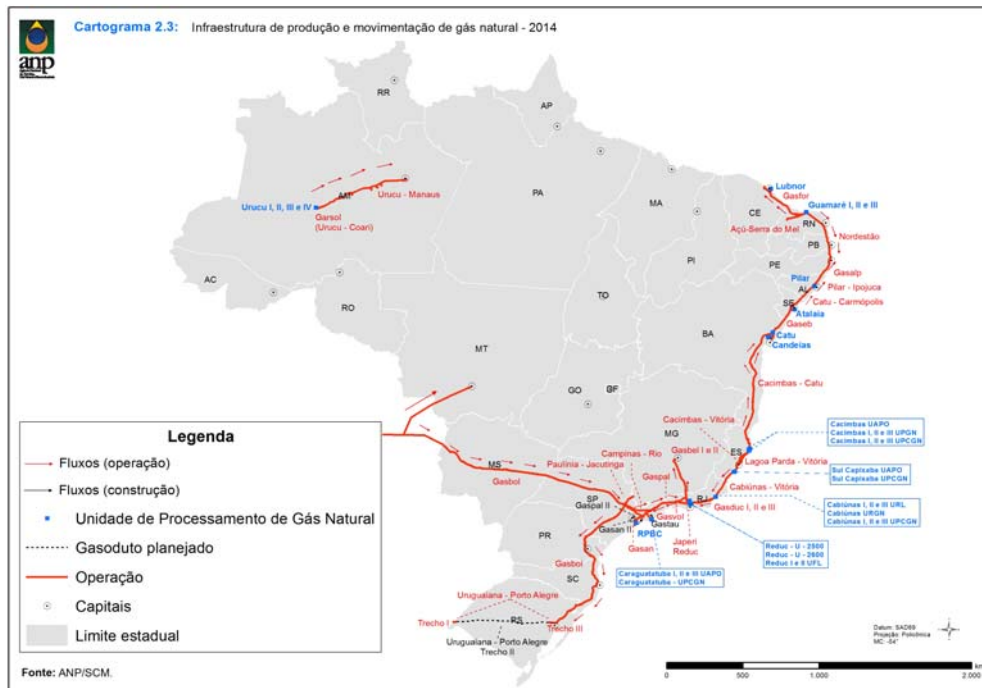 anp
Cartograma 2.3: Infraestrutura de produção e movimentação de gás natural - 2014
RR
AP
AM
PA
MA
CE
RN
PB
PE
PI
AL
SE
AC
RO
TO
BA
MT
GO
DF
MG
ES
MS
SP
RJ
PR
SC
RS
Urucu I, II, III e IV
Urucu - Manaus
Garsol
(Urucu - Coari)
Lubnor
Gasfor
Guamaré I, II e III
Açú-Serra do Mel
Nordestão
Gasalp
Pilar
Pilar - Ipojuca
Catu - Carmópolis
Atalaia
Gaseb
Catu
Candeias
Cacimbas - Catu
Cacimbas - Vitória
Cacimbas UAPO
Cacimbas I, II e III UPGN
Cacimbas I, II e III UPCGN
Lagoa Parda - Vitória
Sul Capixaba UAPO
Sul Capixaba UPCGN
Cabiúnas - Vitória
Cabiúnas I, II e III URL
Cabiúnas URGN
Cabiúnas I, II e III UPCGN
Gasduc I, II e III
Reduc - U - 2500
Reduc - U - 2600
Reduc I e II UFL
Campinas - Rio
Gasbel I e II
Paulínia - Jacutinga
Gaspal
Gasbol
Gaspal II
Gasvol
Gastau
Gasan II
RPBC
Gasan
Japeri
Reduc
Caraguatatuba I, II e III UAPO
Caraguatatuba - UPCGN
Gasbol
Uruguaiana - Porto Alegre
Trecho I
Trecho III
Uruguaiana - Porto Alegre
Trecho II
Legenda
Fluxos (operação)
Fluxos (construção)
Unidade de Processamento de Gás Natural
Gasoduto planejado
Operação
Capitais
Limite estadual
Datum: SAD69
Projeção: Policônica
MC: -54°
0 500 1.000 2.000 km
Fonte: ANP/SCM.